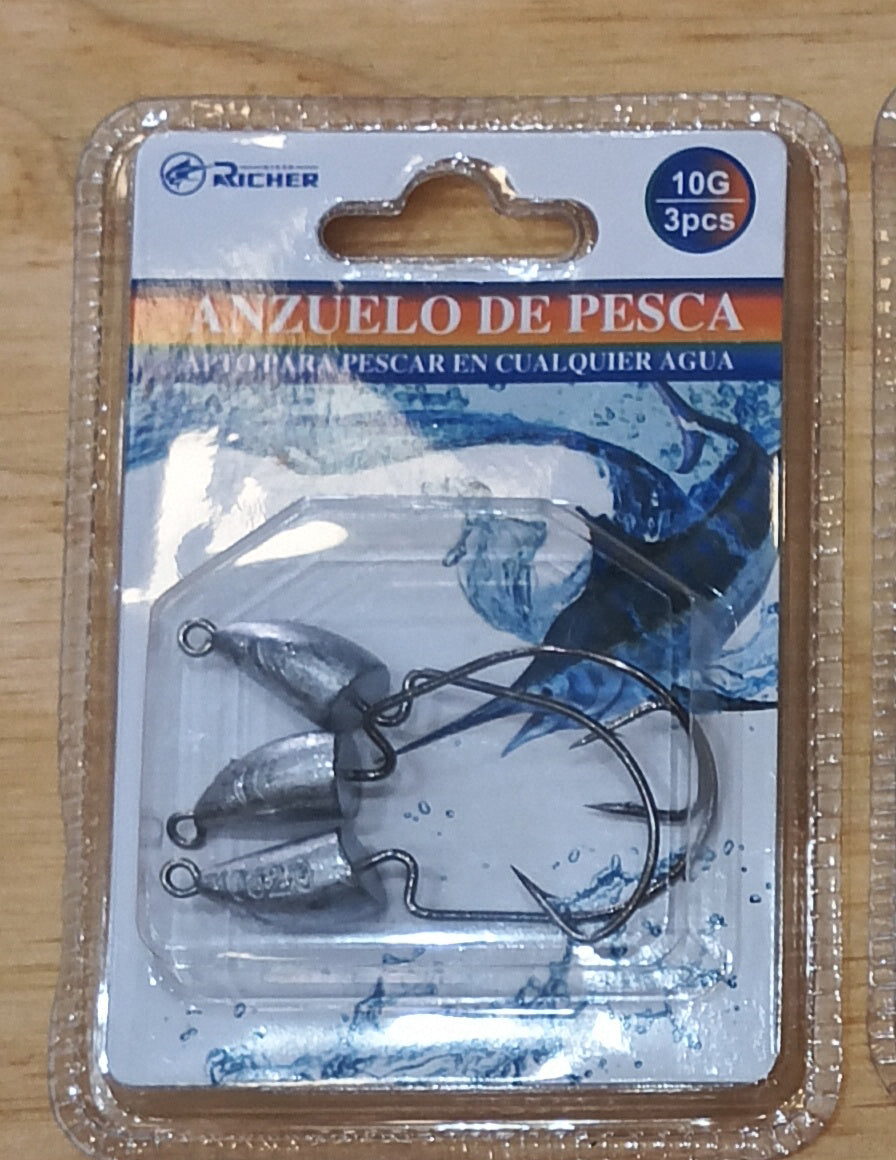 RICHER
10G
3pcs
ANZUELO DE PESCA
APTO PARA PESCAR EN CUALQUIER AGUA